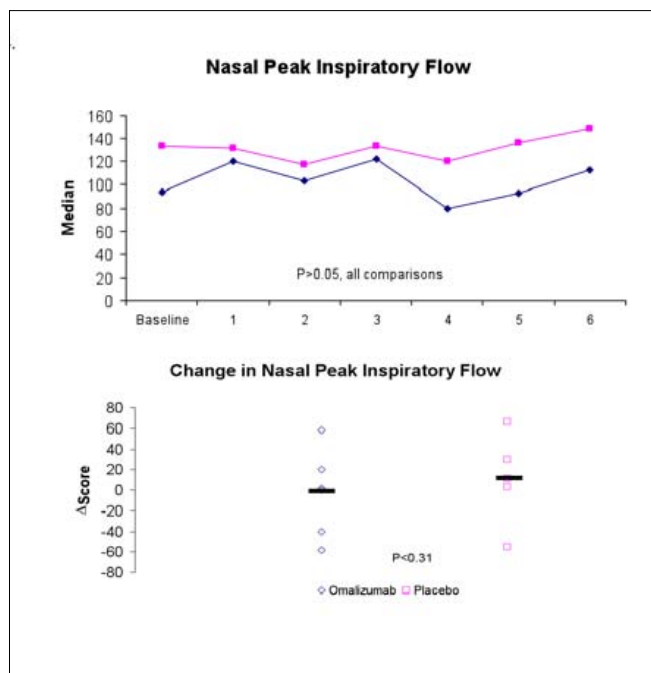 Nasal Peak Inspiratory Flow
160
140
120
100
80
60
40
20
0
Median
P>0.05, all comparisons
Baseline 1 2 3 4 5 6
Change in Nasal Peak Inspiratory Flow
80
60
40
20
0
-20
-40
-60
-80
ΔScore
P<0.31
Omalizumab Placebo